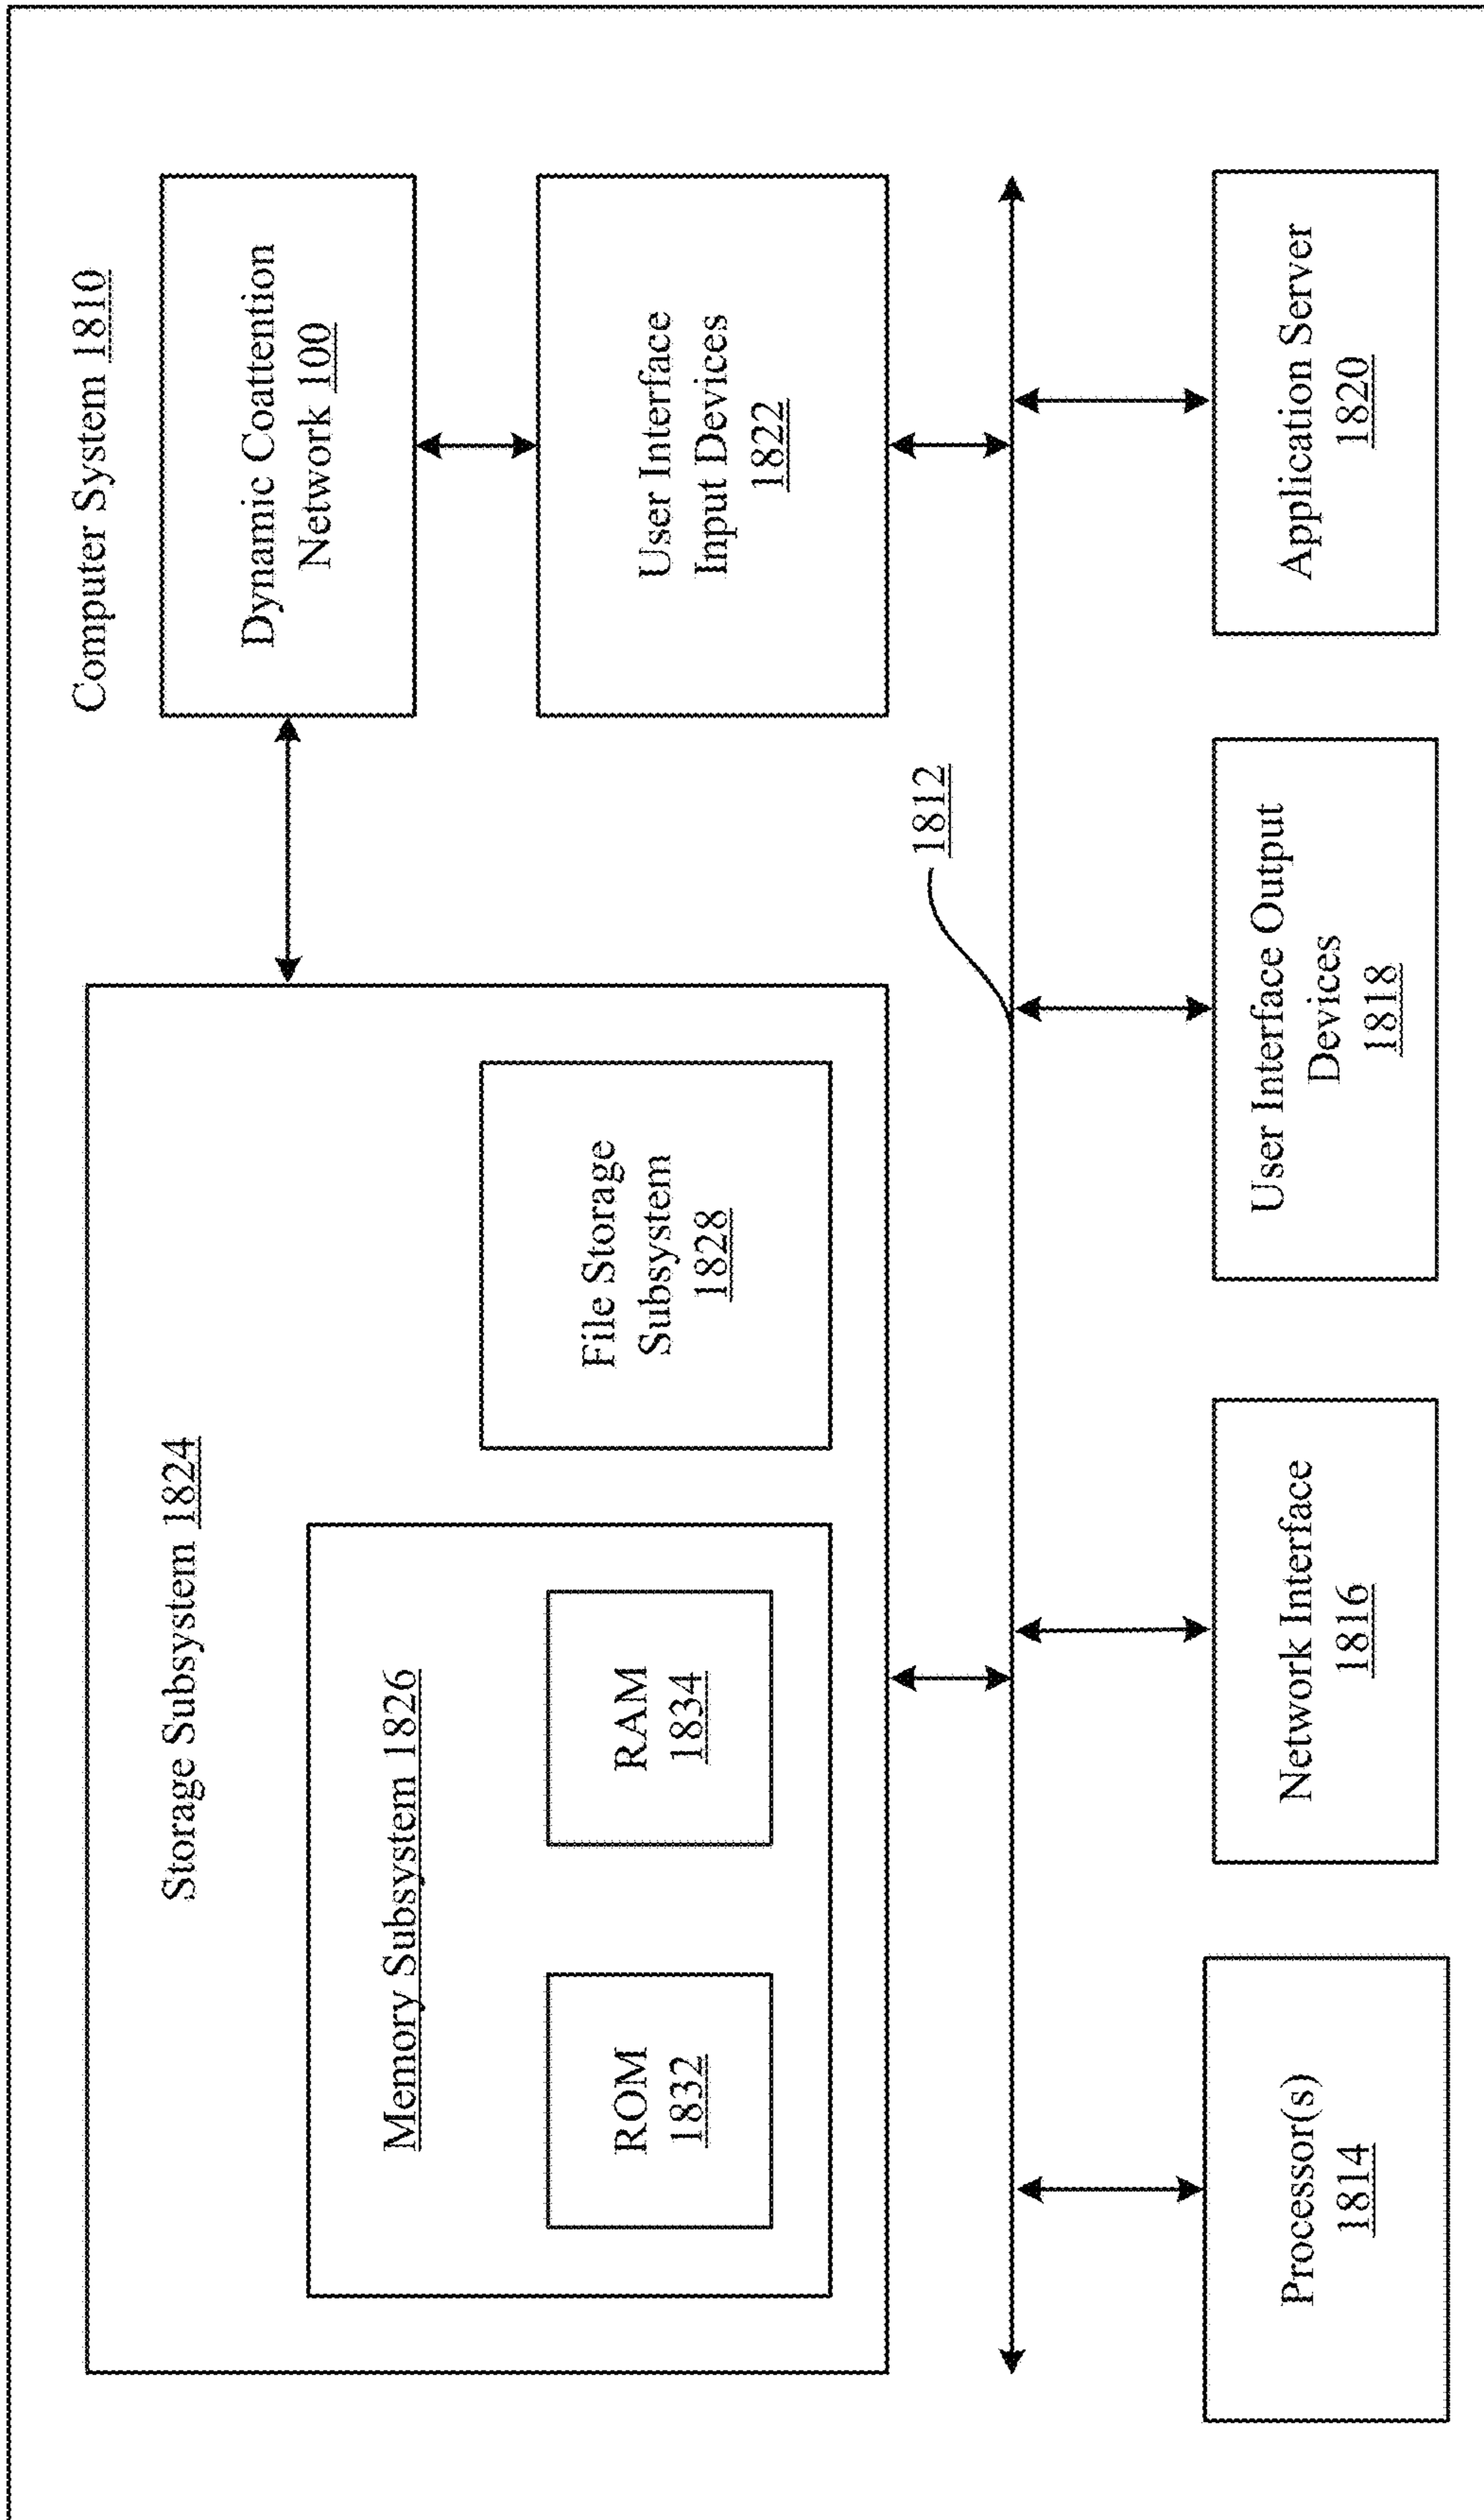 Computer System 1810
Storage Subsystem 1824
Memory Subsystem 1826
ROM
1832
RAM
1834
File Storage
Subsystem
1828
Dynamic Coattention
Network 100
User Interface
Input Devices
1822
1812
Processor(s)
1814
Network Interface
1816
User Interface Output
Devices
1818
Application Server
1820